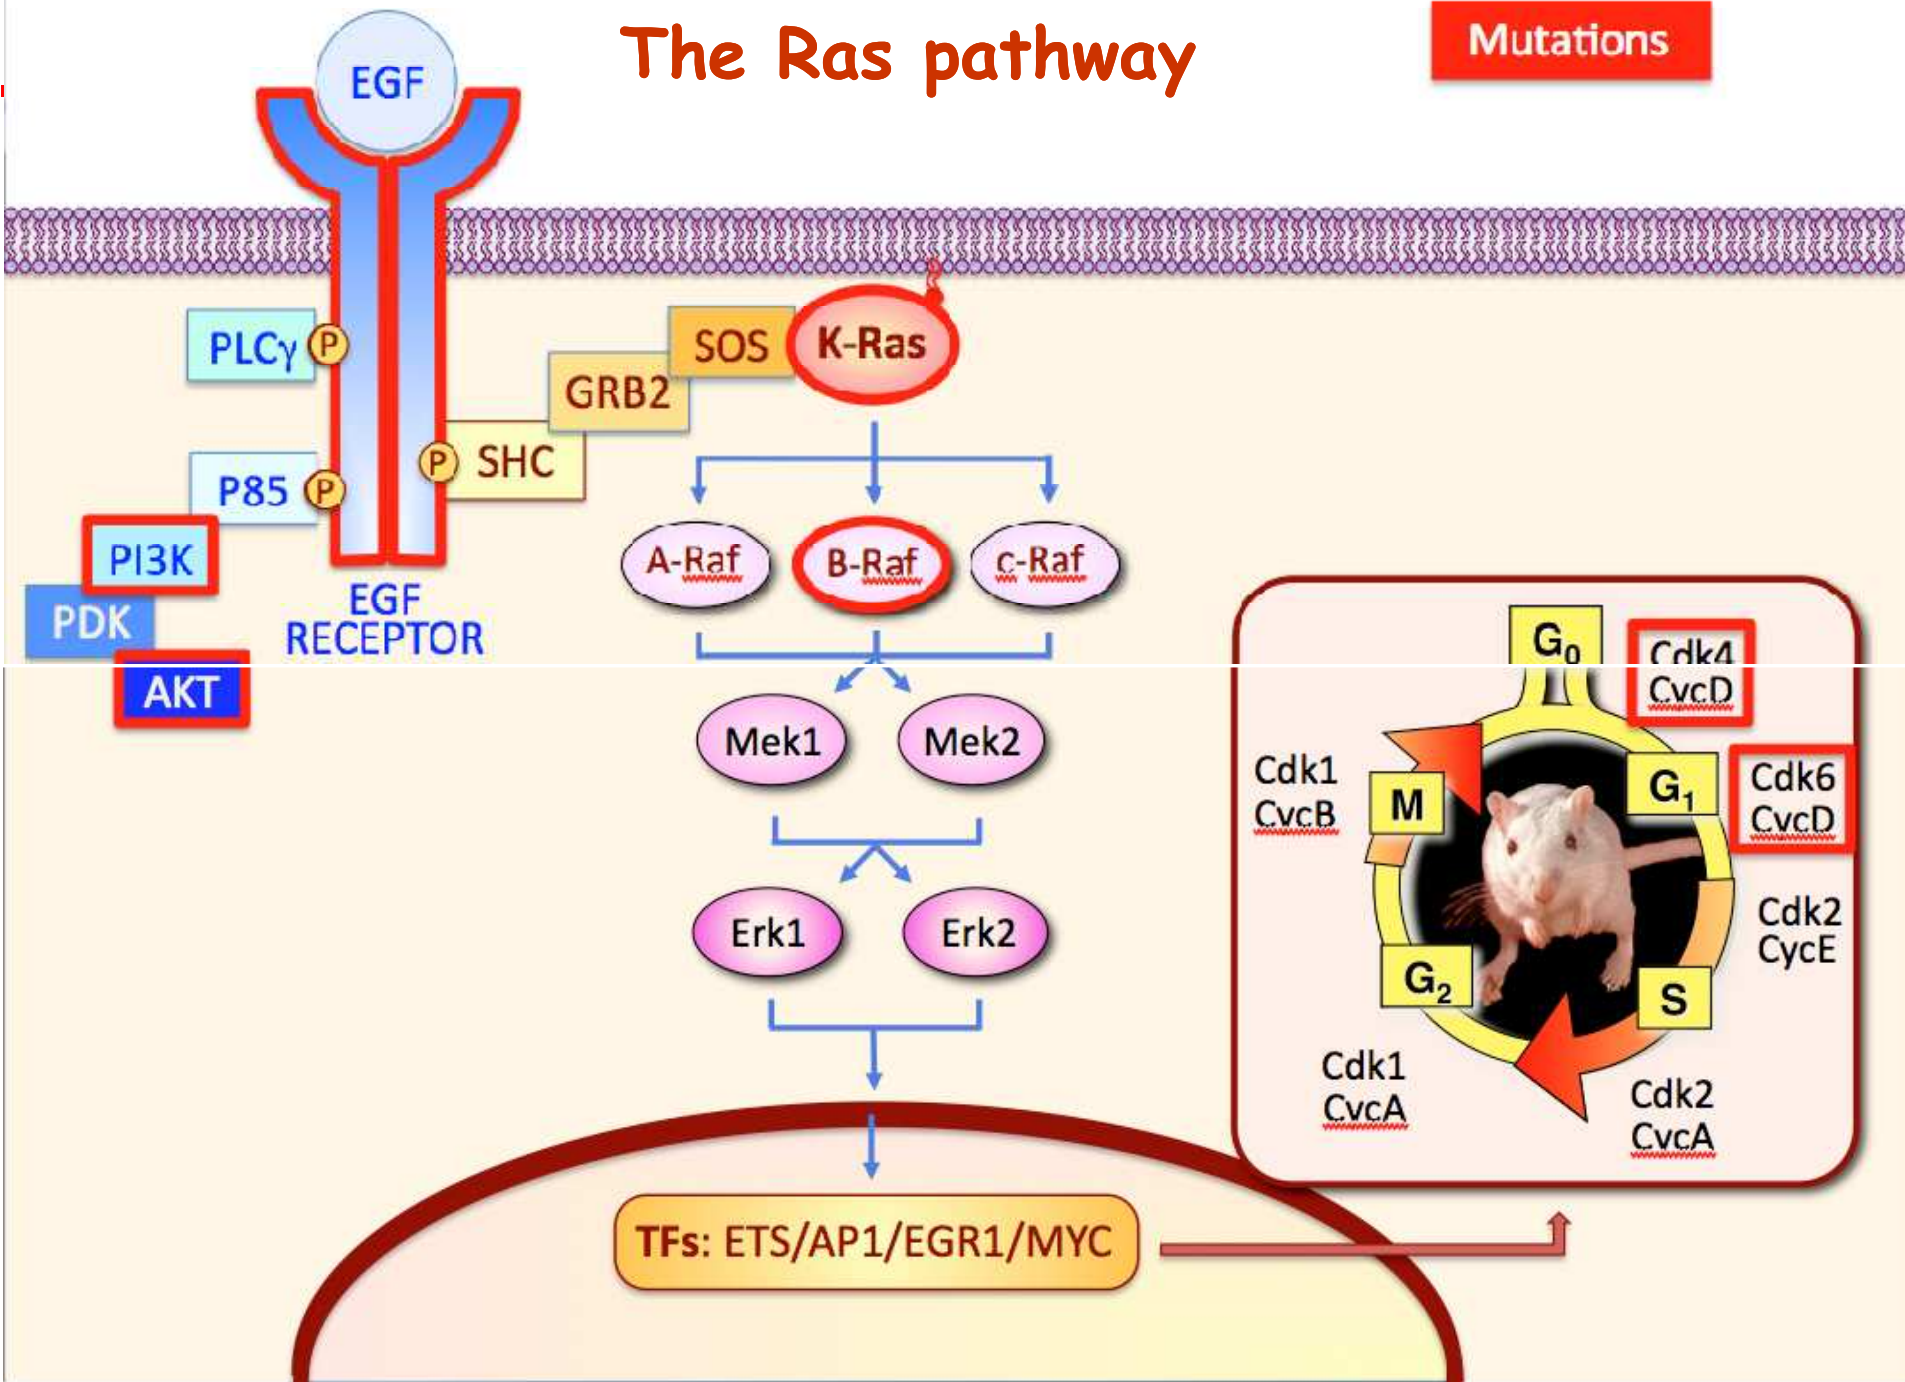 The Ras pathway
Mutations
EGF
PLCγ
P
SOS
K-Ras
GRB2
P85
P
P
SHC
PI3K
PDK
AKT
EGF
RECEPTOR
A-Raf
B-Raf
c-Raf
Mek1
Mek2
Erk1
Erk2
TFs: ETS/AP1/EGR1/MYC
G0
Cdk4
CycD
G1
Cdk6
CycD
Cdk1
CycB
M
Cdk2
CycE
G2
S
Cdk1
CycA
Cdk2
CycA